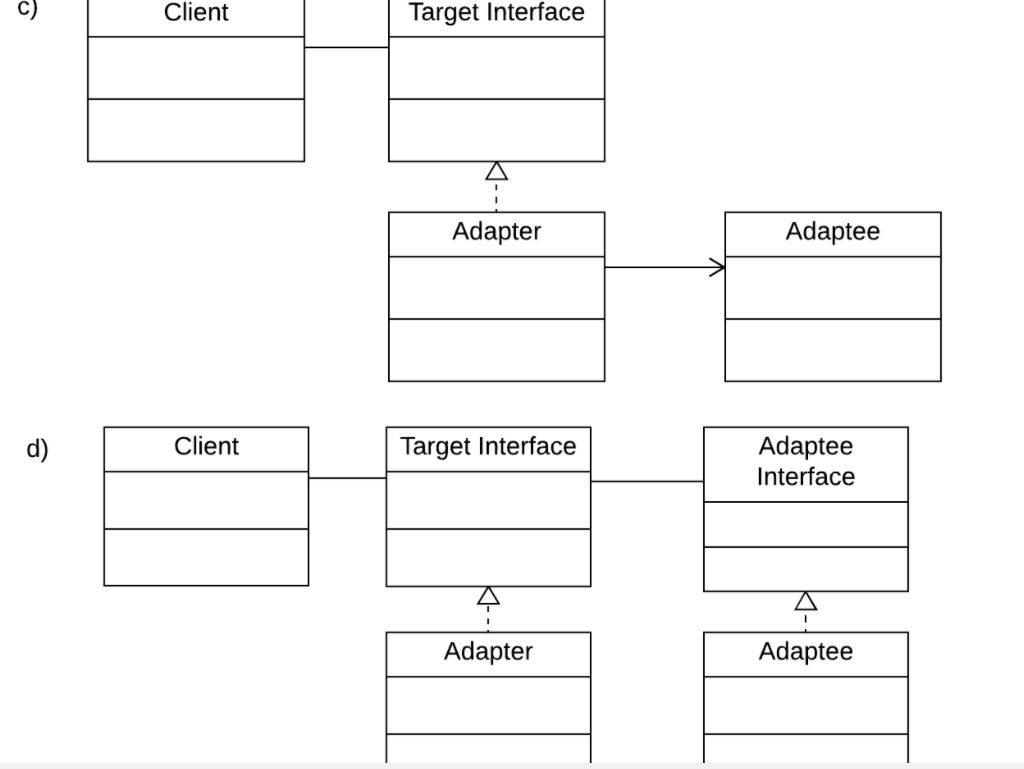 c)
Client
Target Interface
Adapter
Adaptee
d)
Client
Target Interface
Adaptee
Interface
Adapter
Adaptee